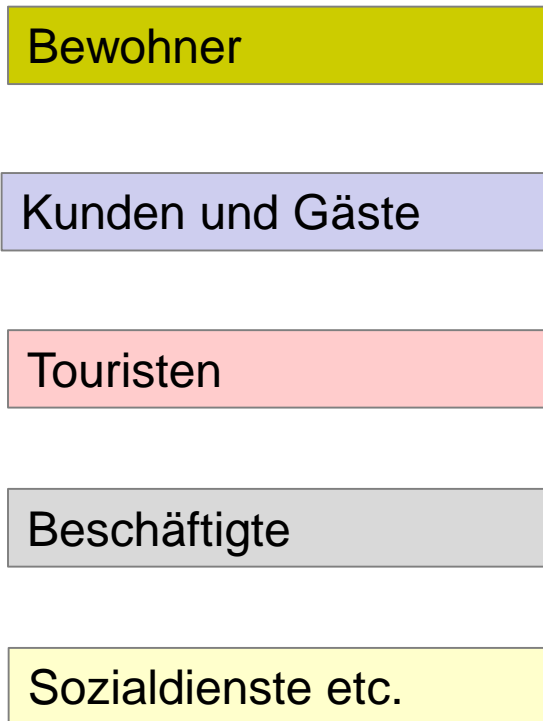 Bewohner
Kunden und Gäste
Touristen
Beschäftigte
Sozialdienste etc.